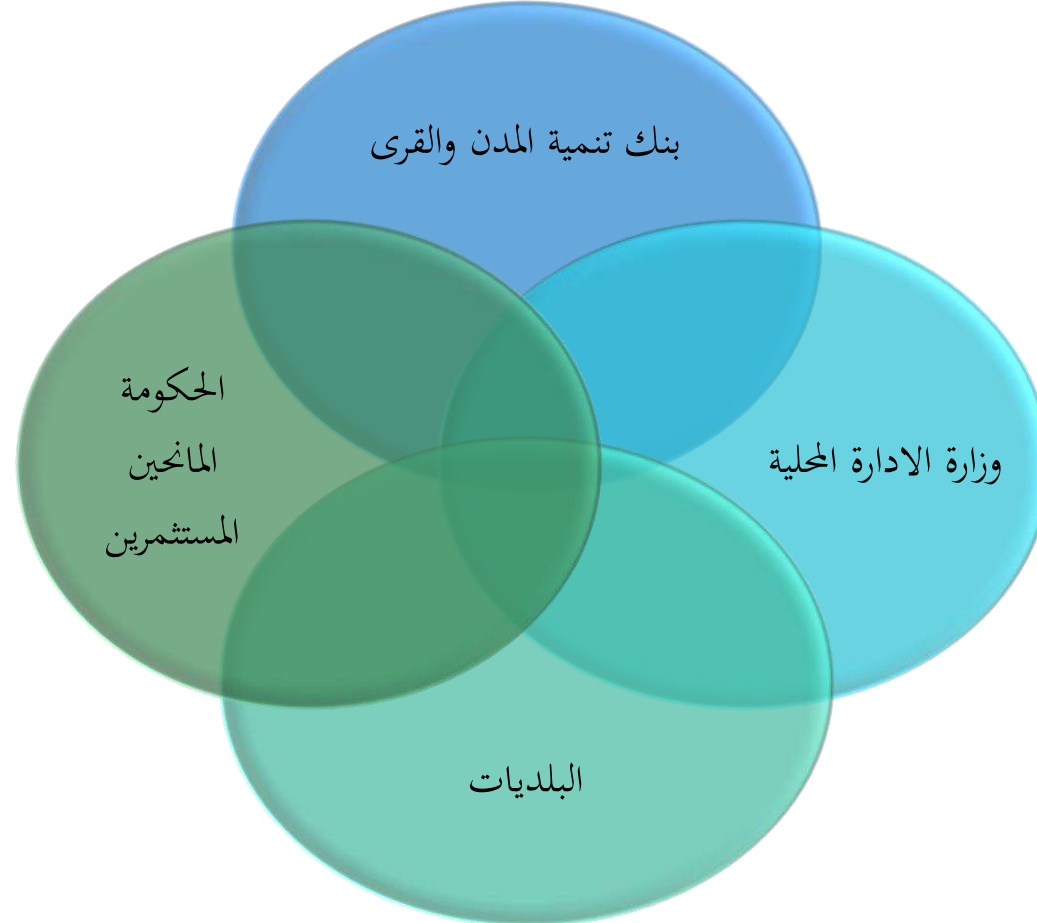 بنك تنمية المدن والقرى
وزارة الادارة المحلية
الحكومة
المانحين
المستثمرين
البلديات